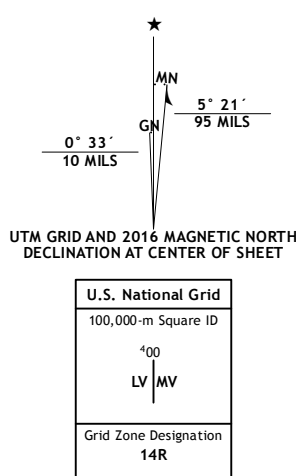 ★
MN
GN
5° 21´
95 MILS
0° 33´
10 MILS
UTM GRID AND 2016 MAGNETIC NORTH
DECLINATION AT CENTER OF SHEET
U.S. National Grid
100,000-m Square ID
⁴00
LV MV
Grid Zone Designation
14R